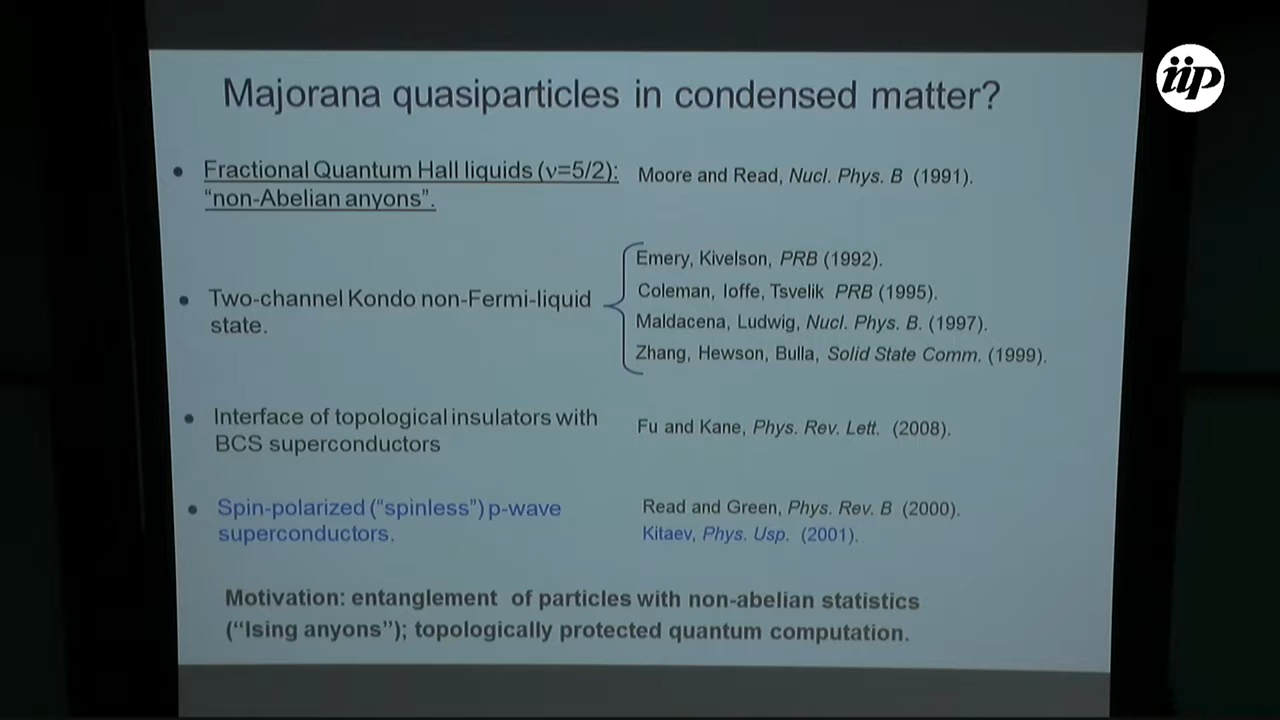 Majorana quasiparticles in condensed matter?
iip
• Fractional Quantum Hall liquids (ν=5/2): Moore and Read, Nucl. Phys. B (1991).
“non-Abelian anyons”.
Emery, Kivelson, PRB (1992).
• Two-channel Kondo non-Fermi-liquid Coleman, Ioffe, Tsvelik PRB (1995).
state. Maldacena, Ludwig, Nucl. Phys. B. (1997).
Zhang, Hewson, Bulla, Solid State Comm. (1999).
• Interface of topological insulators with Fu and Kane, Phys. Rev. Lett. (2008).
BCS superconductors
• Spin-polarized (“spinless”) p-wave Read and Green, Phys. Rev. B (2000).
superconductors. Kitaev, Phys. Usp. (2001).
Motivation: entanglement of particles with non-abelian statistics
(“Ising anyons”); topologically protected quantum computation.